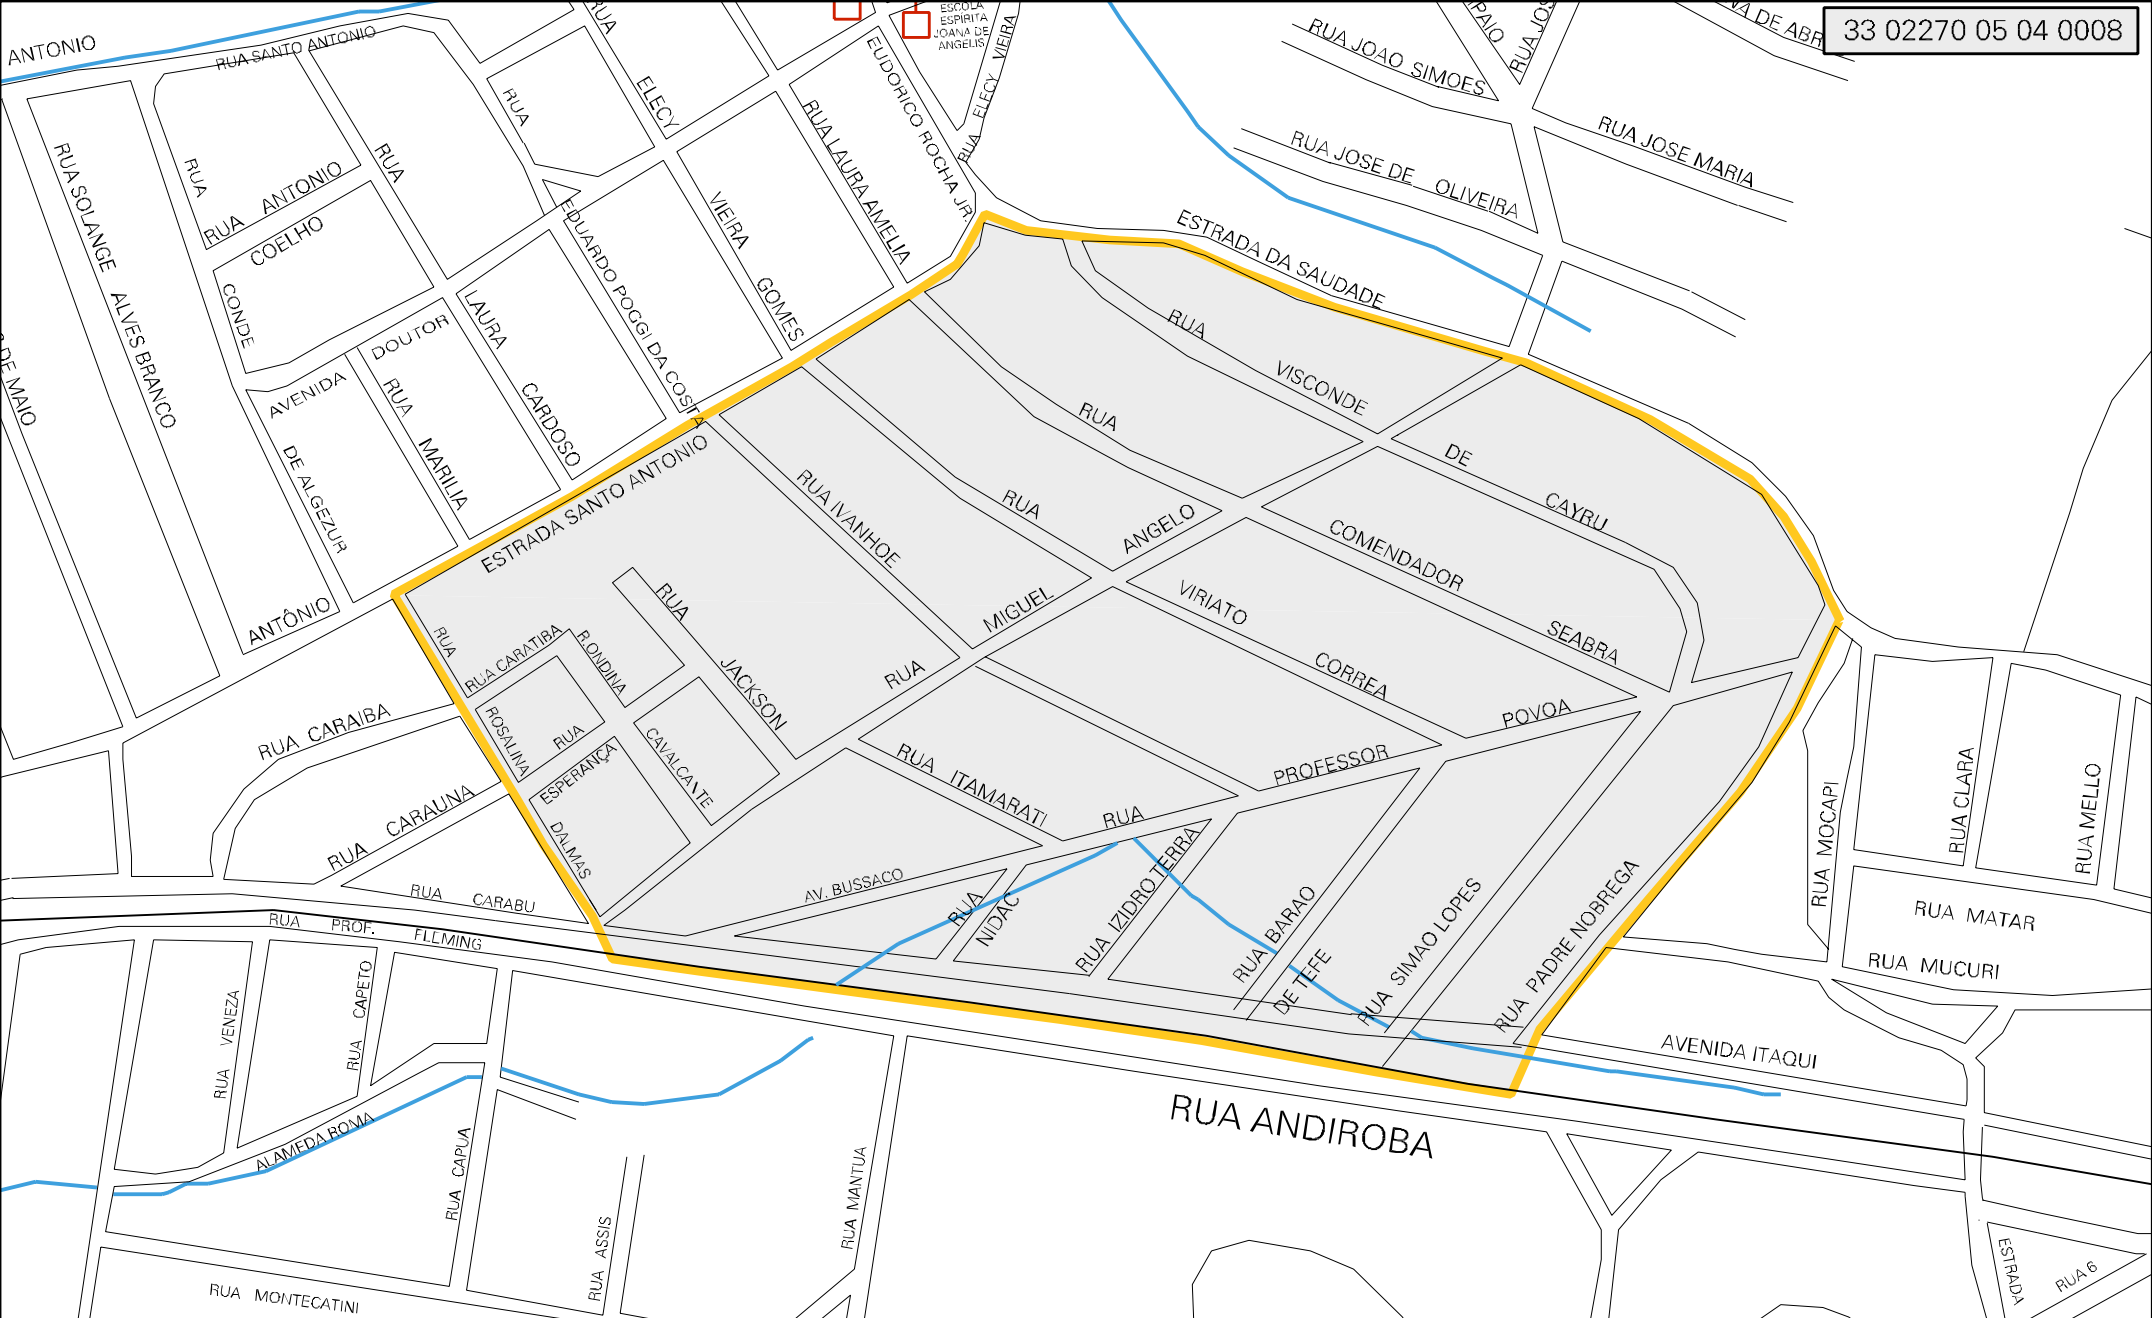 33 02270 05 04 0008
ESCOLA
ESPÍRITA
JOANA DE
ANGELIS
ANTONIO
RUA SANTO ANTONIO
RUA
ELECY
VIEIRA
GOMES
RUA
EDUARDO POGGI DA COSTA
RUA LAURA AMELIA
EUDORICO ROCHA JR.
RUA ELECY VIEIRA
RUA JOAO SIMOES
RUA JOSE MARIA
RUA JOSE DE OLIVEIRA
ESTRADA DA SAUDADE
RUA SOLANGE ALVES BRANCO
DE MAIO
RUA
CONDE
DE ALGEZUR
RUA ANTONIO
COELHO
RUA
LAURA
CARDOSO
AVENIDA DOUTOR
RUA
MARILIA
ANTÔNIO
ESTRADA SANTO ANTONIO
RUA VISCONDE
DE CAYRU
RUA
COMENDADOR
SEABRA
RUA
VIRIATO
CORREA
RUA IVANHOE
RUA MIGUEL ANGELO
RUA
JACKSON
RUA
ROSALINA
DALMAS
RUA CARATIBA
R.ONDINA
CAVALCANTE
RUA
ESPERANÇA
RUA CARAIBA
RUA CARAUNA
RUA CARABU
RUA PROF. FLEMING
RUA ITAMARATI
RUA PROFESSOR POVOA
AV. BUSSACO
RUA
NIDAC
RUA IZIDRO TERRA
RUA BARAO
DE TEFE
RUA SIMAO LOPES
RUA PADRE NOBREGA
RUA MOCAPI
RUA CLARA
RUA MELLO
RUA MATAR
RUA MUCURI
AVENIDA ITAQUI
RUA ANDIROBA
RUA VENEZA
RUA CAPETO
ALAMEDA ROMA
RUA CAPUA
RUA ASSIS
RUA MANTUA
RUA MONTECATINI
ESTRADA
RUA 6